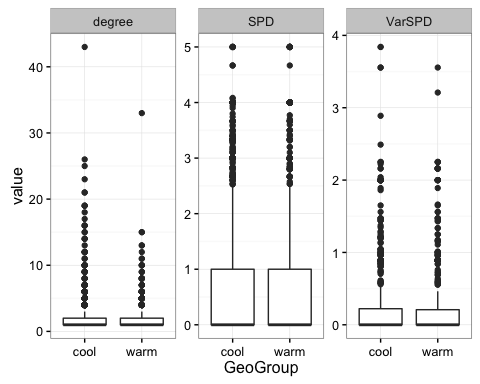 degree
SPD
VarSPD
value
0
10
20
30
40
0
1
2
3
4
5
0
1
2
3
4
cool
warm
cool
warm
cool
warm
GeoGroup